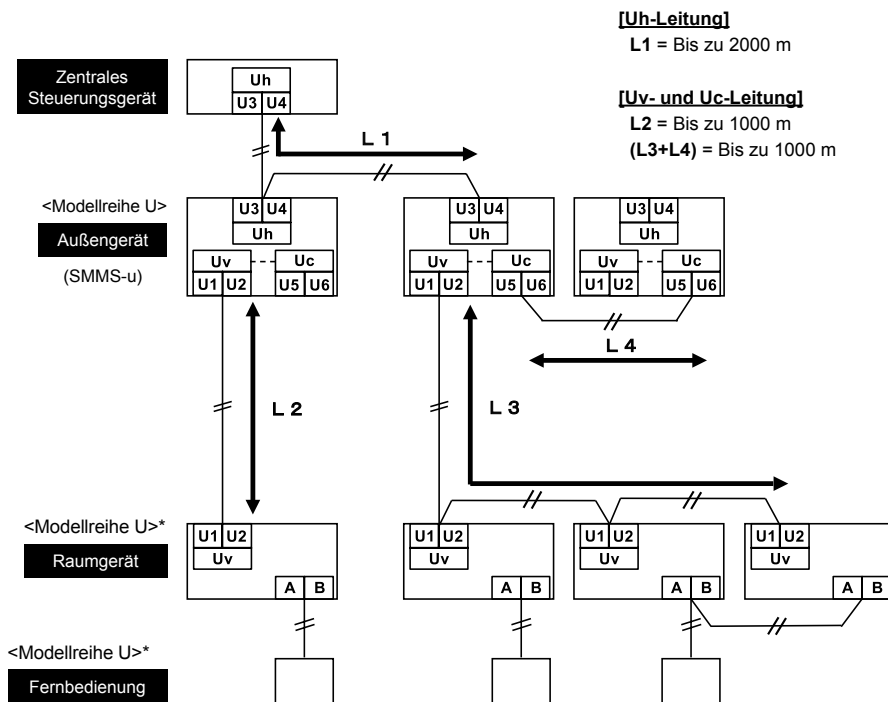 [Uh-Leitung]
L1 = Bis zu 2000 m
[Uv- und Uc-Leitung]
L2 = Bis zu 1000 m
(L3+L4) = Bis zu 1000 m
Zentrales
Steuerungsgerät
Uh
U3 U4
L 1
<Modellreihe U>
Außengerät
(SMMS-u)
U3 U4 U3 U4 U3 U4
Uh Uh Uh
Uv Uc Uv Uc Uv Uc
U1 U2 U5 U6 U1 U2 U5 U6 U1 U2 U5 U6
L 4
L 2
L 3
<Modellreihe U>*
Raumgerät
U1 U2 U1 U2 U1 U2 U1 U2
Uv Uv Uv Uv
A B A B A B A B
<Modellreihe U>*
Fernbedienung